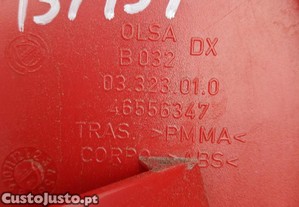 OLSA DX
B 032
03.323.01.0
46556347
TRAS. >PMMA<
CORPO >ABS<
CustoJusto.pt